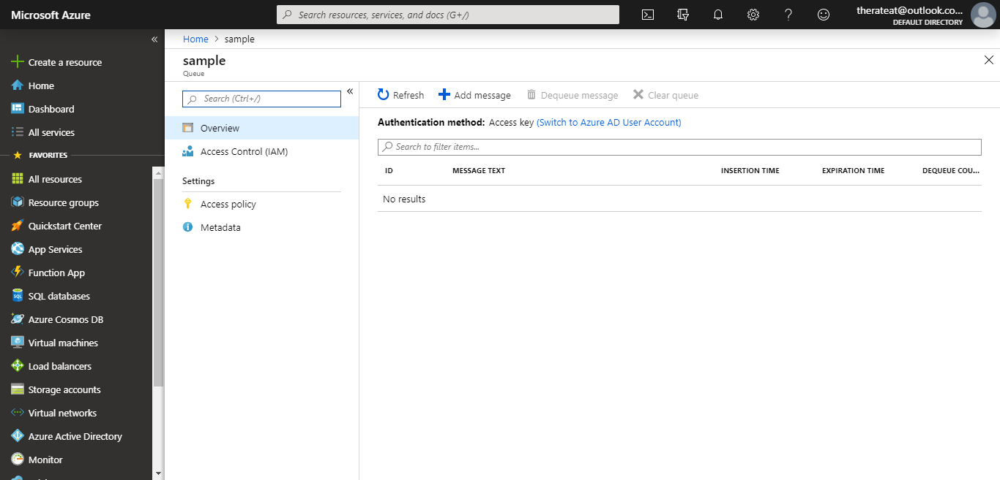 Microsoft Azure
Search resources, services, and docs (G+/)
therateat@outlook.co...
DEFAULT DIRECTORY
Create a resource
Home
Dashboard
All services
FAVORITES
All resources
Resource groups
Quickstart Center
App Services
Function App
SQL databases
Azure Cosmos DB
Virtual machines
Load balancers
Storage accounts
Virtual networks
Azure Active Directory
Monitor
Home > sample
sample
Queue
Search (Ctrl+/)
Overview
Access Control (IAM)
Settings
Access policy
Metadata
Refresh Add message Dequeue message Clear queue
Authentication method: Access key (Switch to Azure AD User Account)
Search to filter items...
ID MESSAGE TEXT INSERTION TIME EXPIRATION TIME DEQUEUE COU...
No results